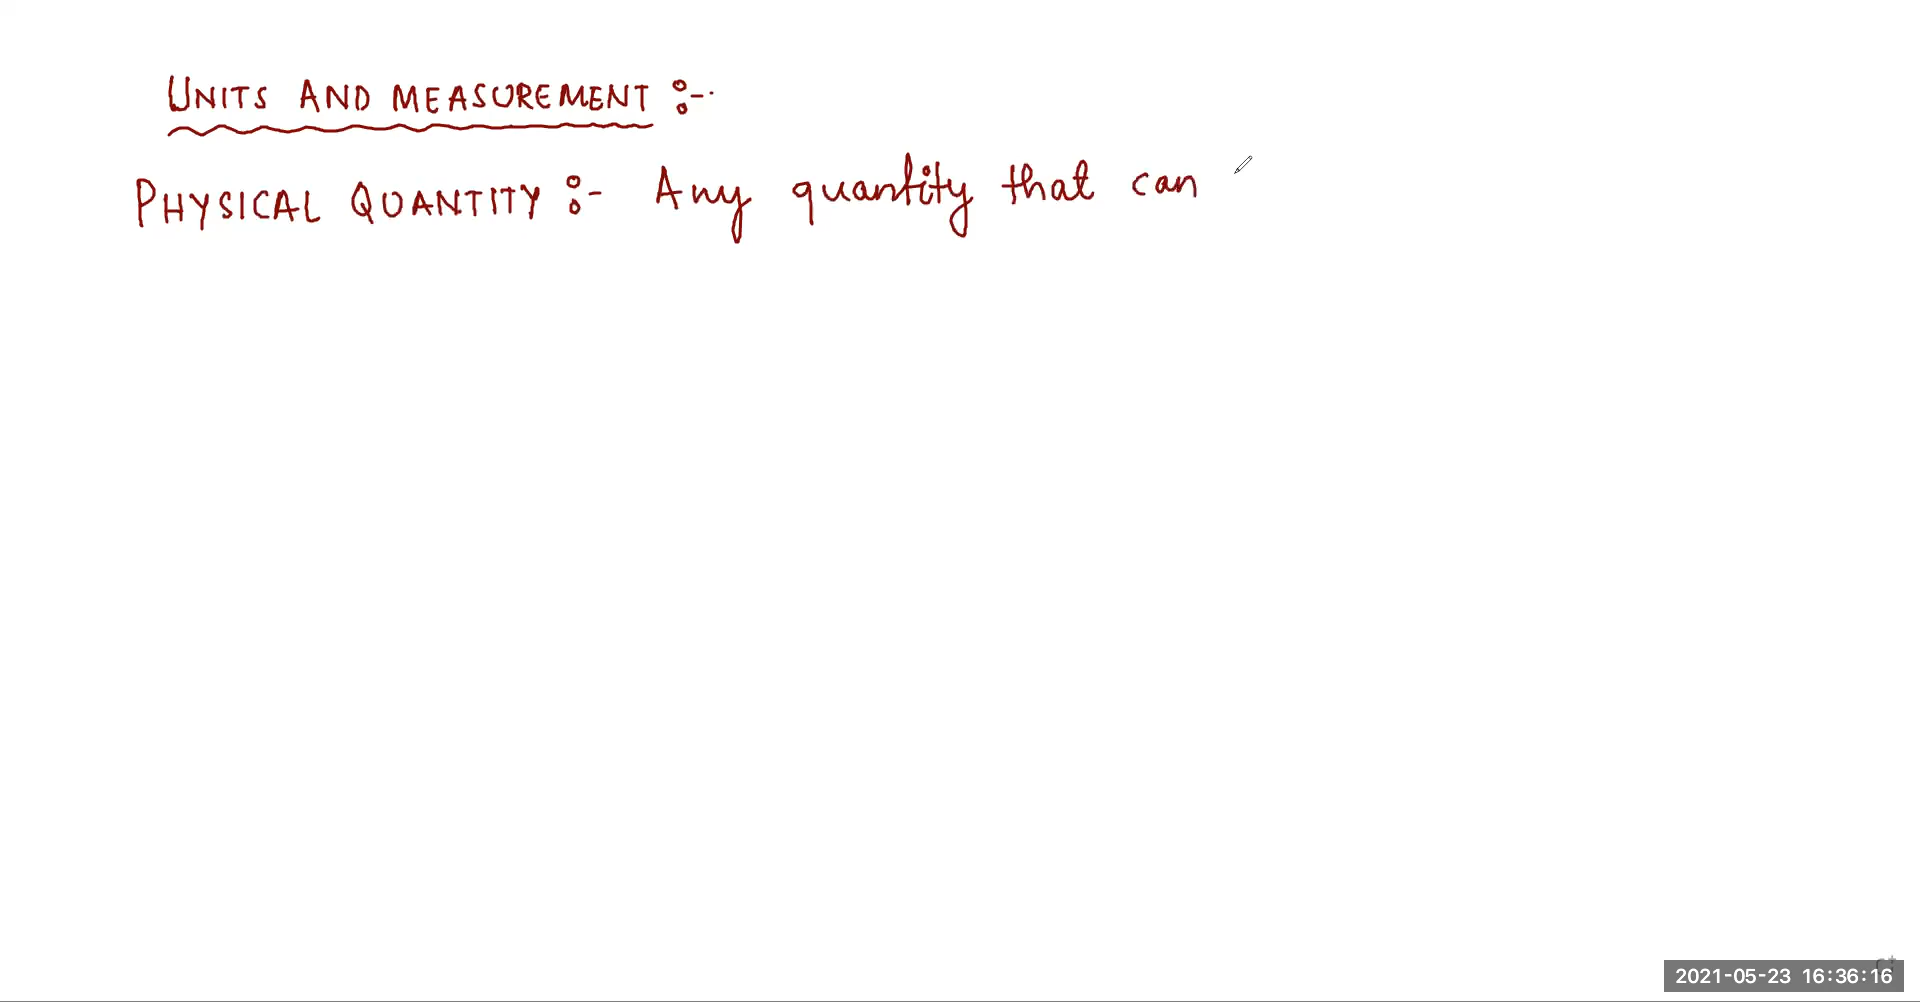 UNITS AND MEASUREMENT :-.
PHYSICAL QUANTITY :- Any quantity that can
2021-05-23 16:36:16